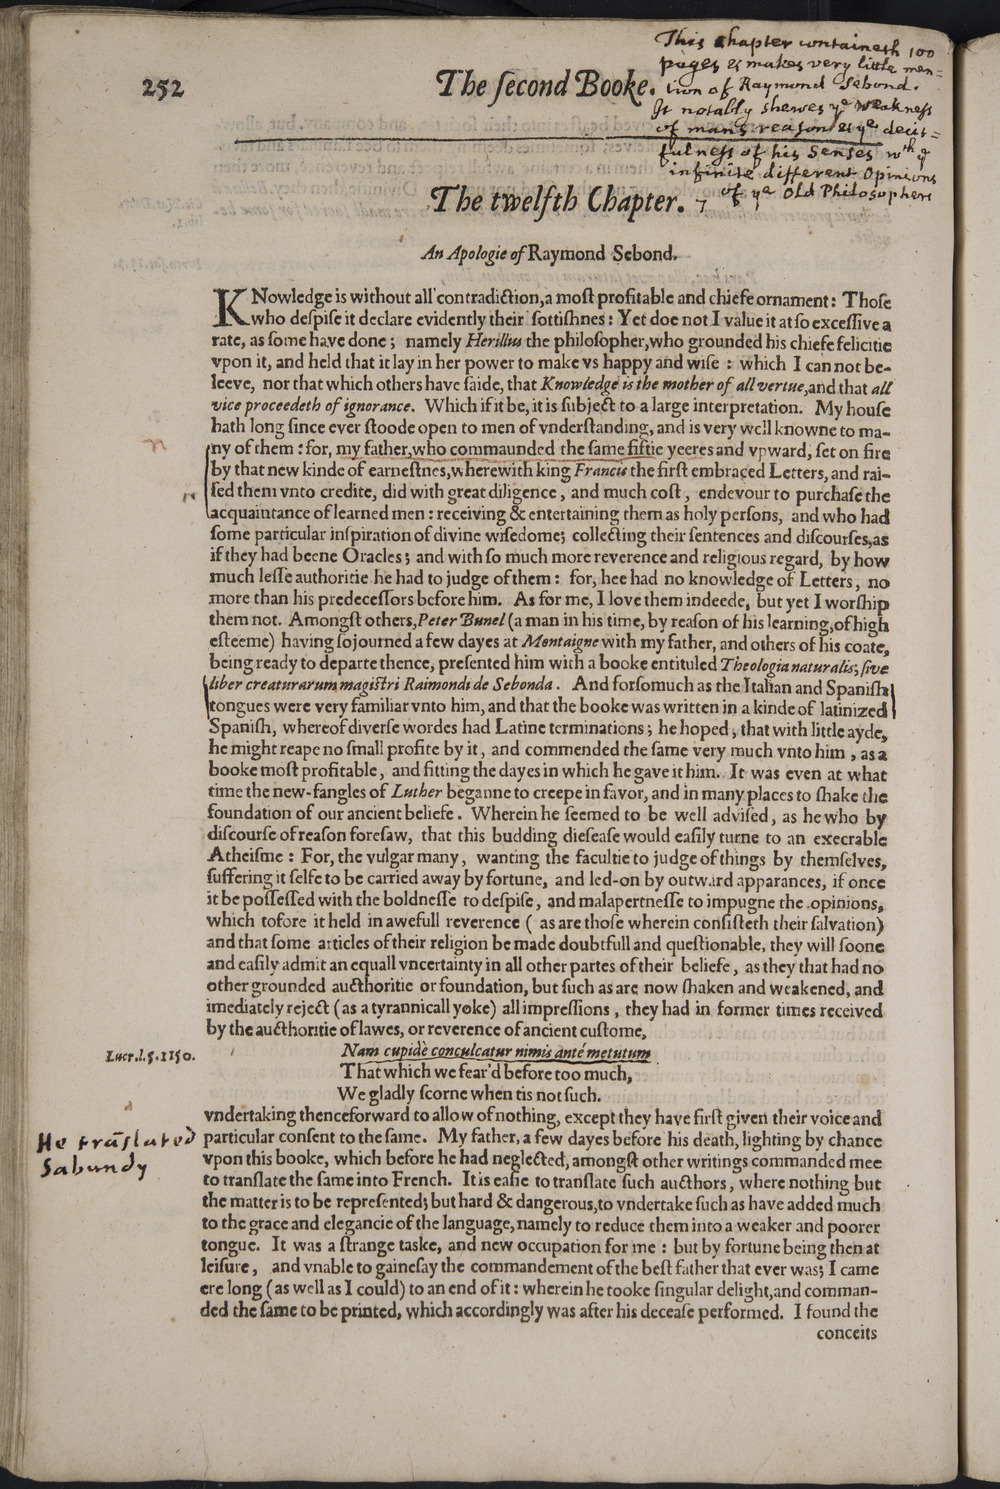 This chapter containeth 100
pages & makes very little men=
tion of Raymond Sebond.
It notably shewes yᵉ weakness
of mans reason & yᵉ deceit=
fulness of his Senses wᵗʰ yᵉ
infinite different Opinions
of yᵉ Old Philosophers
252
The ſecond Booke.
The twelfth Chapter.
An Apologie of Raymond Sebond.
KNowledge is without all contradiction, a moſt profitable and chiefe ornament: Thoſe
who deſpiſe it declare evidently their ſottiſhnes: Yet doe not I value it at ſo exceſſive a
rate, as ſome have done; namely Herillus the philoſopher, who grounded his chiefe felicitie
vpon it, and held that it lay in her power to make vs happy and wiſe: which I can not be-
leeve, nor that which others have ſaide, that Knowledge is the mother of all vertue, and that all
vice proceedeth of ignorance. Which if it be, it is ſubject to a large interpretation. My houſe
hath long ſince ever ſtoode open to men of vnderſtanding, and is very well knowne to ma-
ny of them: for, my father, who commaunded the ſame fiftie yeeres and vpward, ſet on fire
by that new kinde of earneſtnes, wherewith king Francis the firſt embraced Letters, and rai-
ſed them vnto credite, did with great diligence, and much coſt, endevour to purchaſe the
acquaintance of learned men: receiving & entertaining them as holy perſons, and who had
ſome particular inſpiration of divine wiſedome; collecting their ſentences and diſcourſes, as
if they had beene Oracles; and with ſo much more reverence and religious regard, by how
much leſſe authoritie he had to judge of them: for, hee had no knowledge of Letters, no
more than his predeceſſors before him. As for me, I love them indeede, but yet I worſhip
them not. Amongſt others, Peter Bunel (a man in his time, by reaſon of his learning, of high
eſteeme) having ſojourned a few dayes at Montaigne with my father, and others of his coate,
being ready to departe thence, preſented him with a booke entituled Theologia naturalis; ſive
liber creaturarum magiſtri Raimondi de Sebonda. And forſomuch as the Italian and Spaniſh
tongues were very familiar vnto him, and that the booke was written in a kinde of latinized
Spaniſh, whereof diverſe wordes had Latine terminations; he hoped, that with little ayde,
he might reape no ſmall profite by it, and commended the ſame very much vnto him, as a
booke moſt profitable, and fitting the dayes in which he gave it him. It was even at what
time the new-fangles of Luther beganne to creepe in favor, and in many places to ſhake the
foundation of our ancient beliefe. Wherein he ſeemed to be well adviſed, as he who by
diſcourſe of reaſon foreſaw, that this budding dieſeaſe would eaſily turne to an execrable
Atheiſme: For, the vulgar many, wanting the facultie to judge of things by themſelves,
ſuffering it ſelfe to be carried away by fortune, and led-on by outward apparances, if once
it be poſſeſſed with the boldneſſe to deſpiſe, and malapertneſſe to impugne the opinions,
which tofore it held in awefull reverence (as are thoſe wherein conſiſteth their ſalvation)
and that ſome articles of their religion be made doubtfull and queſtionable, they will ſoone
and eaſily admit an equall vncertainty in all other partes of their beliefe, as they that had no
other grounded aucthoritie or foundation, but ſuch as are now ſhaken and weakened, and
imediately reject (as a tyrannicall yoke) all impreſſions, they had in former times received
by the aucthoritie of lawes, or reverence of ancient cuſtome,
Lucr. l. 5. 1150.
Nam cupidè conculcatur nimis antè metutum
That which we fear'd before too much,
We gladly ſcorne when tis not ſuch.
vndertaking thenceforward to allow of nothing, except they have firſt given their voice and
He trāſlated
Sabundy
particular conſent to the ſame. My father, a few dayes before his death, lighting by chance
vpon this booke, which before he had neglected, amongſt other writings commanded mee
to tranſlate the ſame into French. It is eaſie to tranſlate ſuch aucthors, where nothing but
the matter is to be repreſented; but hard & dangerous, to vndertake ſuch as have added much
to the grace and elegancie of the language, namely to reduce them into a weaker and poorer
tongue. It was a ſtrange taske, and new occupation for me: but by fortune being then at
leiſure, and vnable to gaineſay the commandement of the beſt father that ever was; I came
ere long (as well as I could) to an end of it: wherein he tooke ſingular delight, and comman-
ded the ſame to be printed, which accordingly was after his deceaſe performed. I found the
conceits